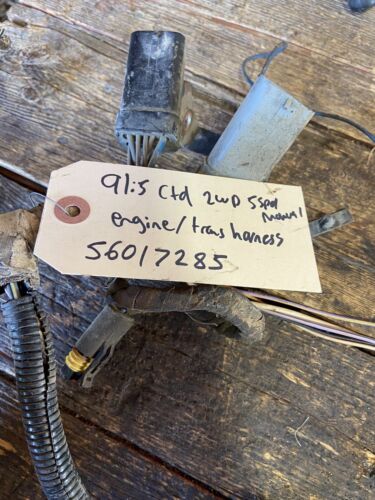 91.5 Ctd 2WD 5spd
manual
engine/trans harness
56017285